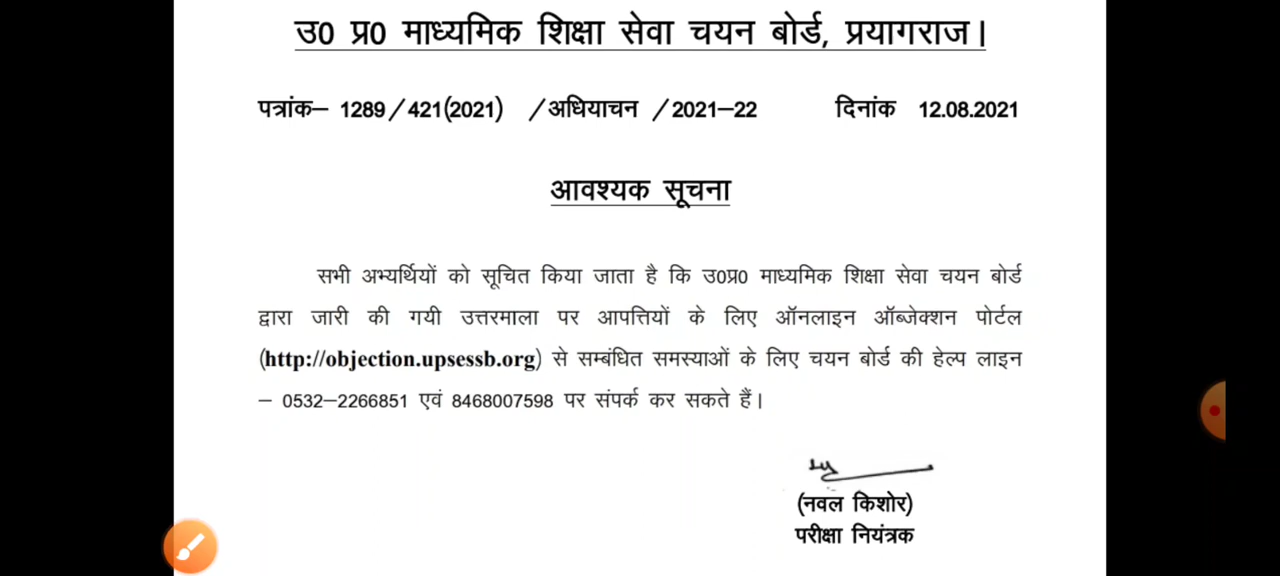 उ0 प्र0 माध्यमिक शिक्षा सेवा चयन बोर्ड, प्रयागराज।
पत्रांक– 1289/421(2021) /अधियाचन /2021–22 दिनांक 12.08.2021
आवश्यक सूचना
सभी अभ्यर्थियों को सूचित किया जाता है कि उ0प्र0 माध्यमिक शिक्षा सेवा चयन बोर्ड
द्वारा जारी की गयी उत्तरमाला पर आपत्तियों के लिए ऑनलाइन ऑब्जेक्शन पोर्टल
(http://objection.upsessb.org) से सम्बंधित समस्याओं के लिए चयन बोर्ड की हेल्प लाइन
– 0532–2266851 एवं 8468007598 पर संपर्क कर सकते हैं।
(नवल किशोर)
परीक्षा नियंत्रक